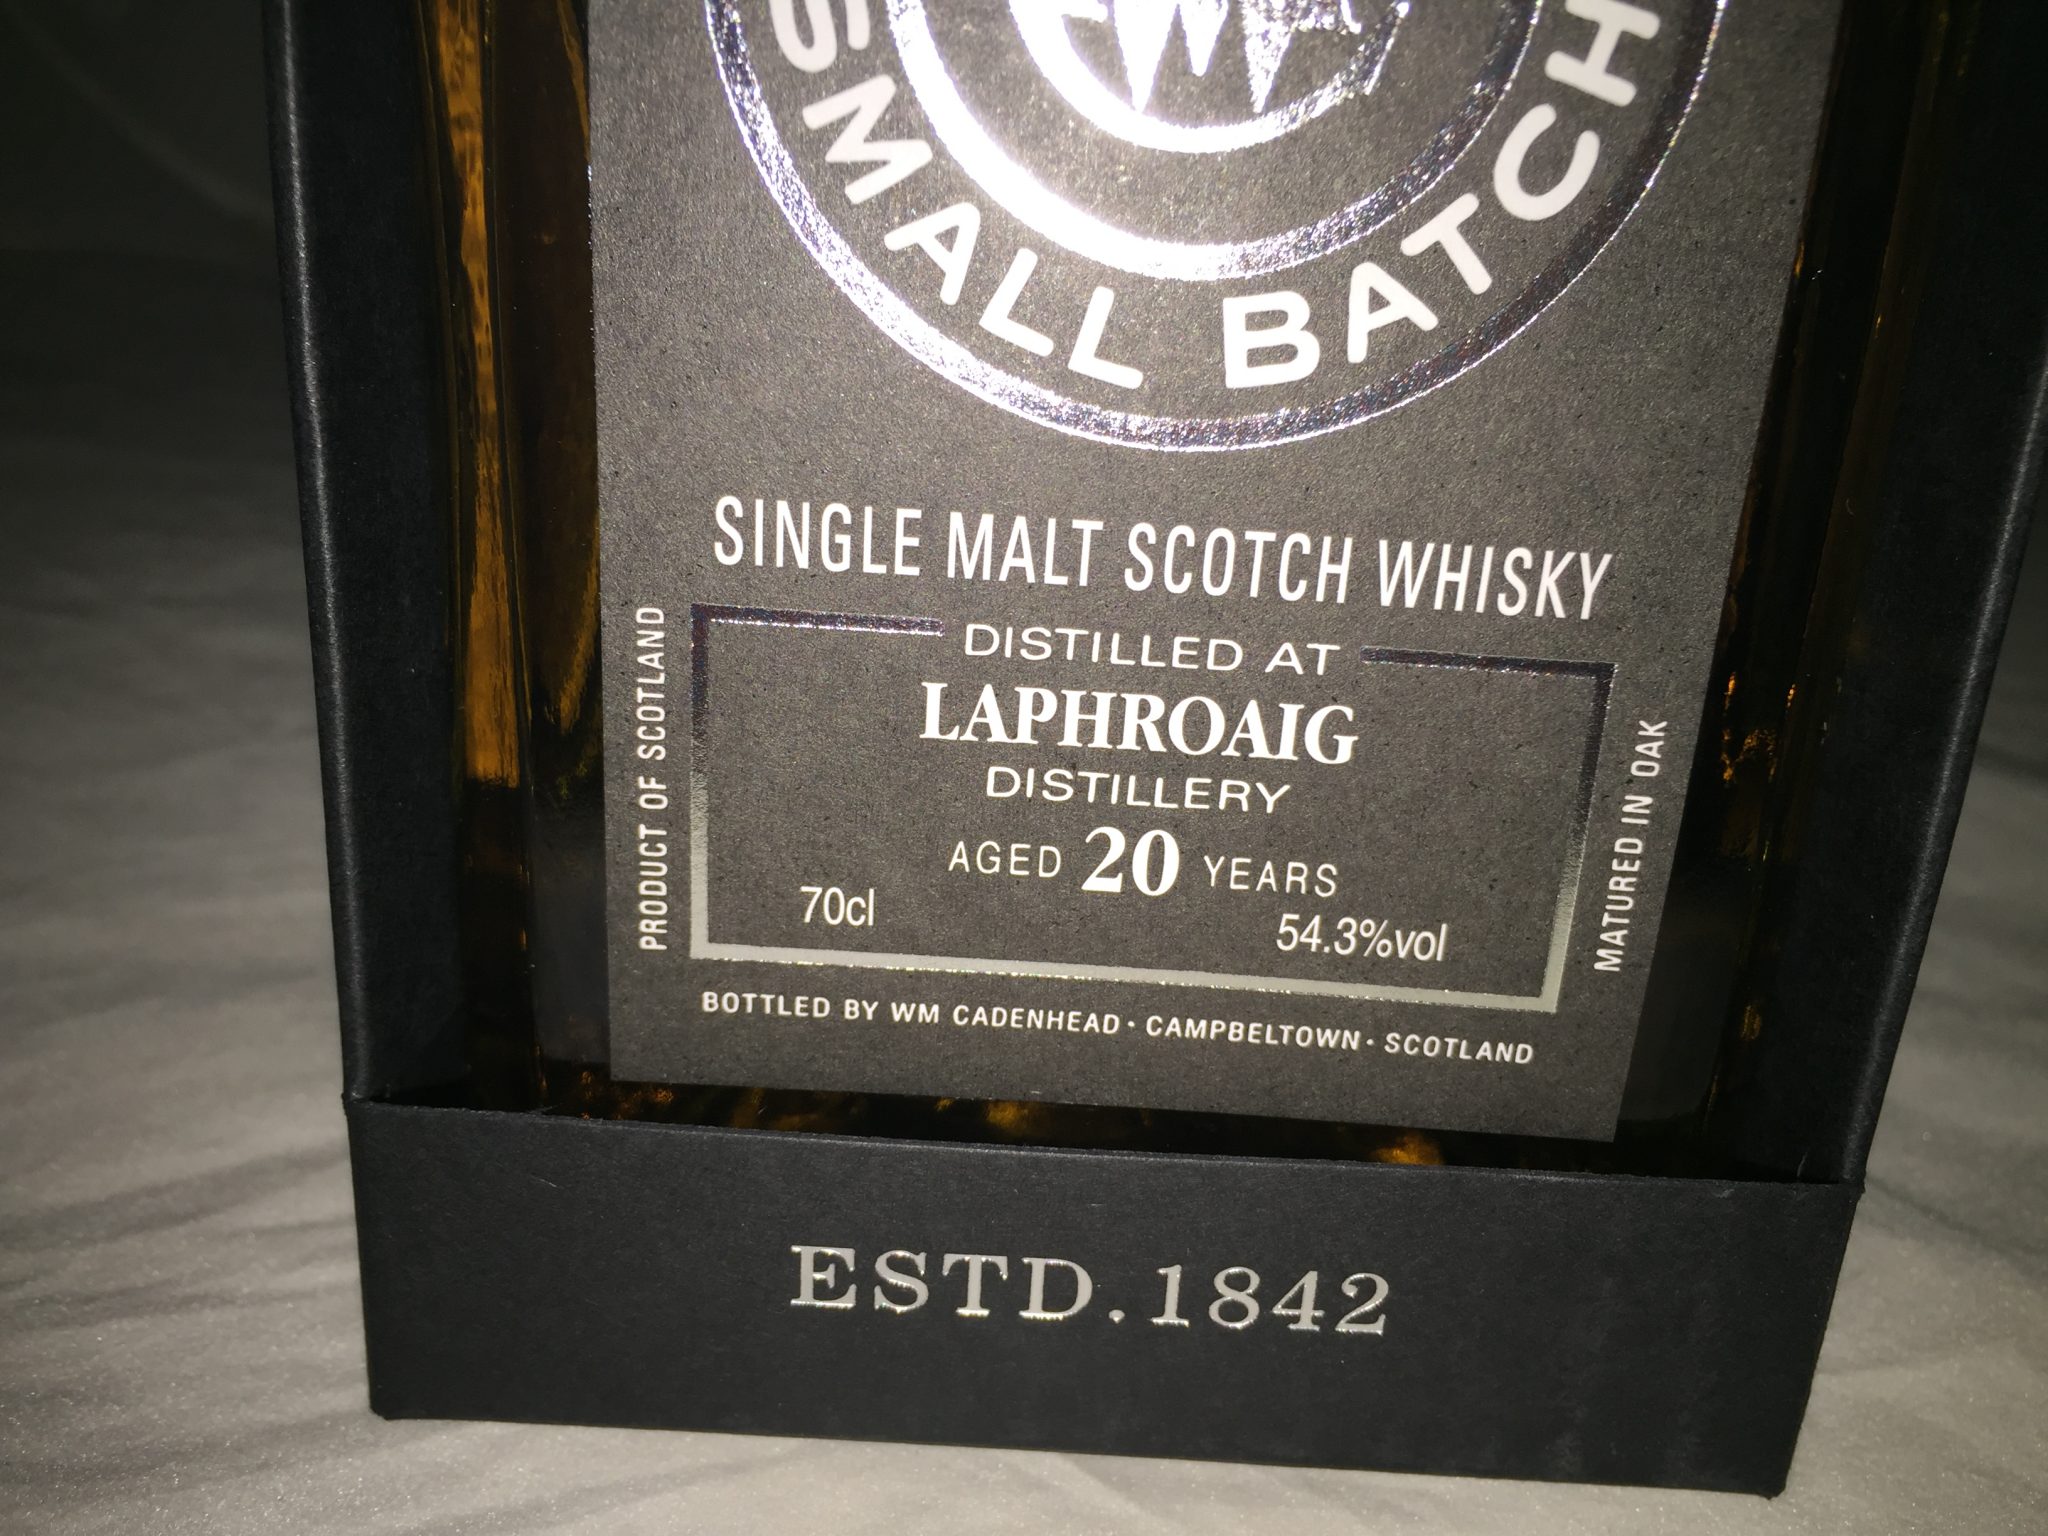 SMALL BATCH
SINGLE MALT SCOTCH WHISKY
DISTILLED AT
LAPHROAIG
DISTILLERY
AGED 20 YEARS
70cl 54.3%vol
PRODUCT OF SCOTLAND
MATURED IN OAK
BOTTLED BY WM CADENHEAD · CAMPBELTOWN · SCOTLAND
ESTD.1842